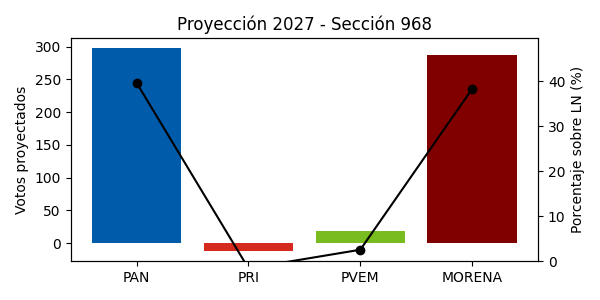 Proyección 2027 - Sección 968
Votos proyectados
300
250
200
150
100
50
0
PAN
PRI
PVEM
MORENA
40
30
20
10
0
Porcentaje sobre LN (%)